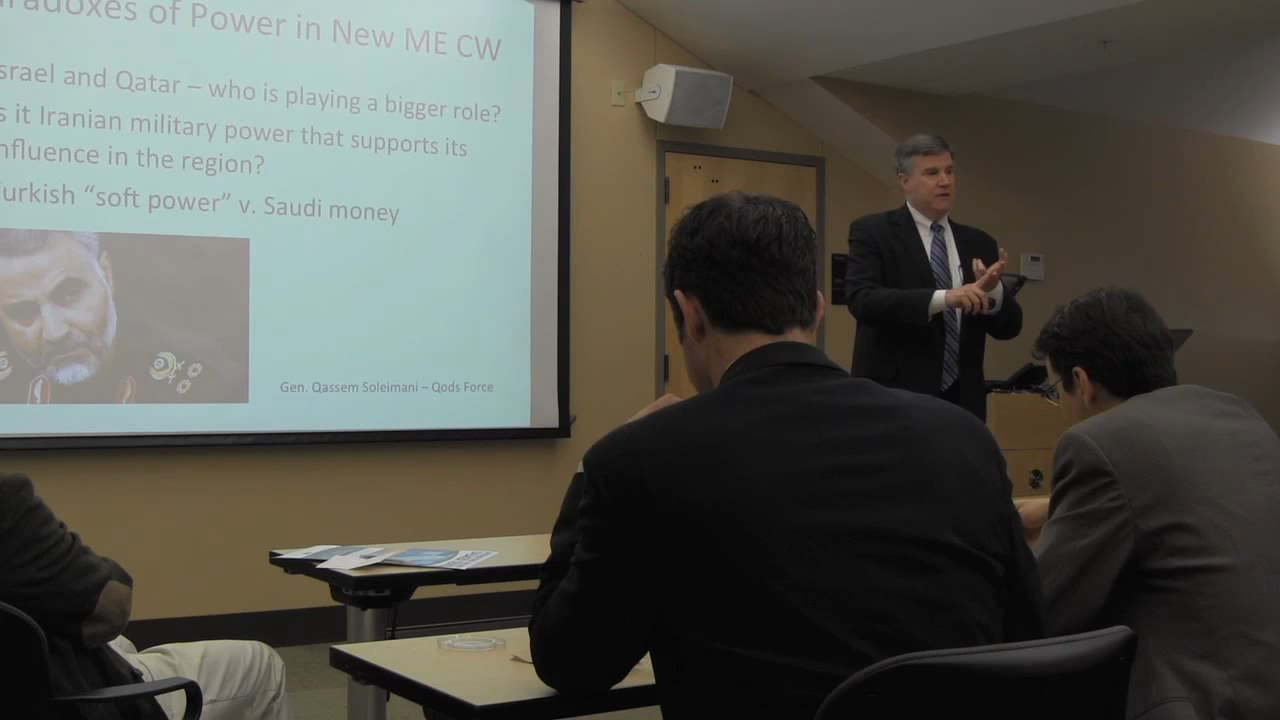 radoxes of Power in New ME CW
srael and Qatar – who is playing a bigger role?
s it Iranian military power that supports its
nfluence in the region?
urkish “soft power” v. Saudi money
Gen. Qassem Soleimani – Qods Force